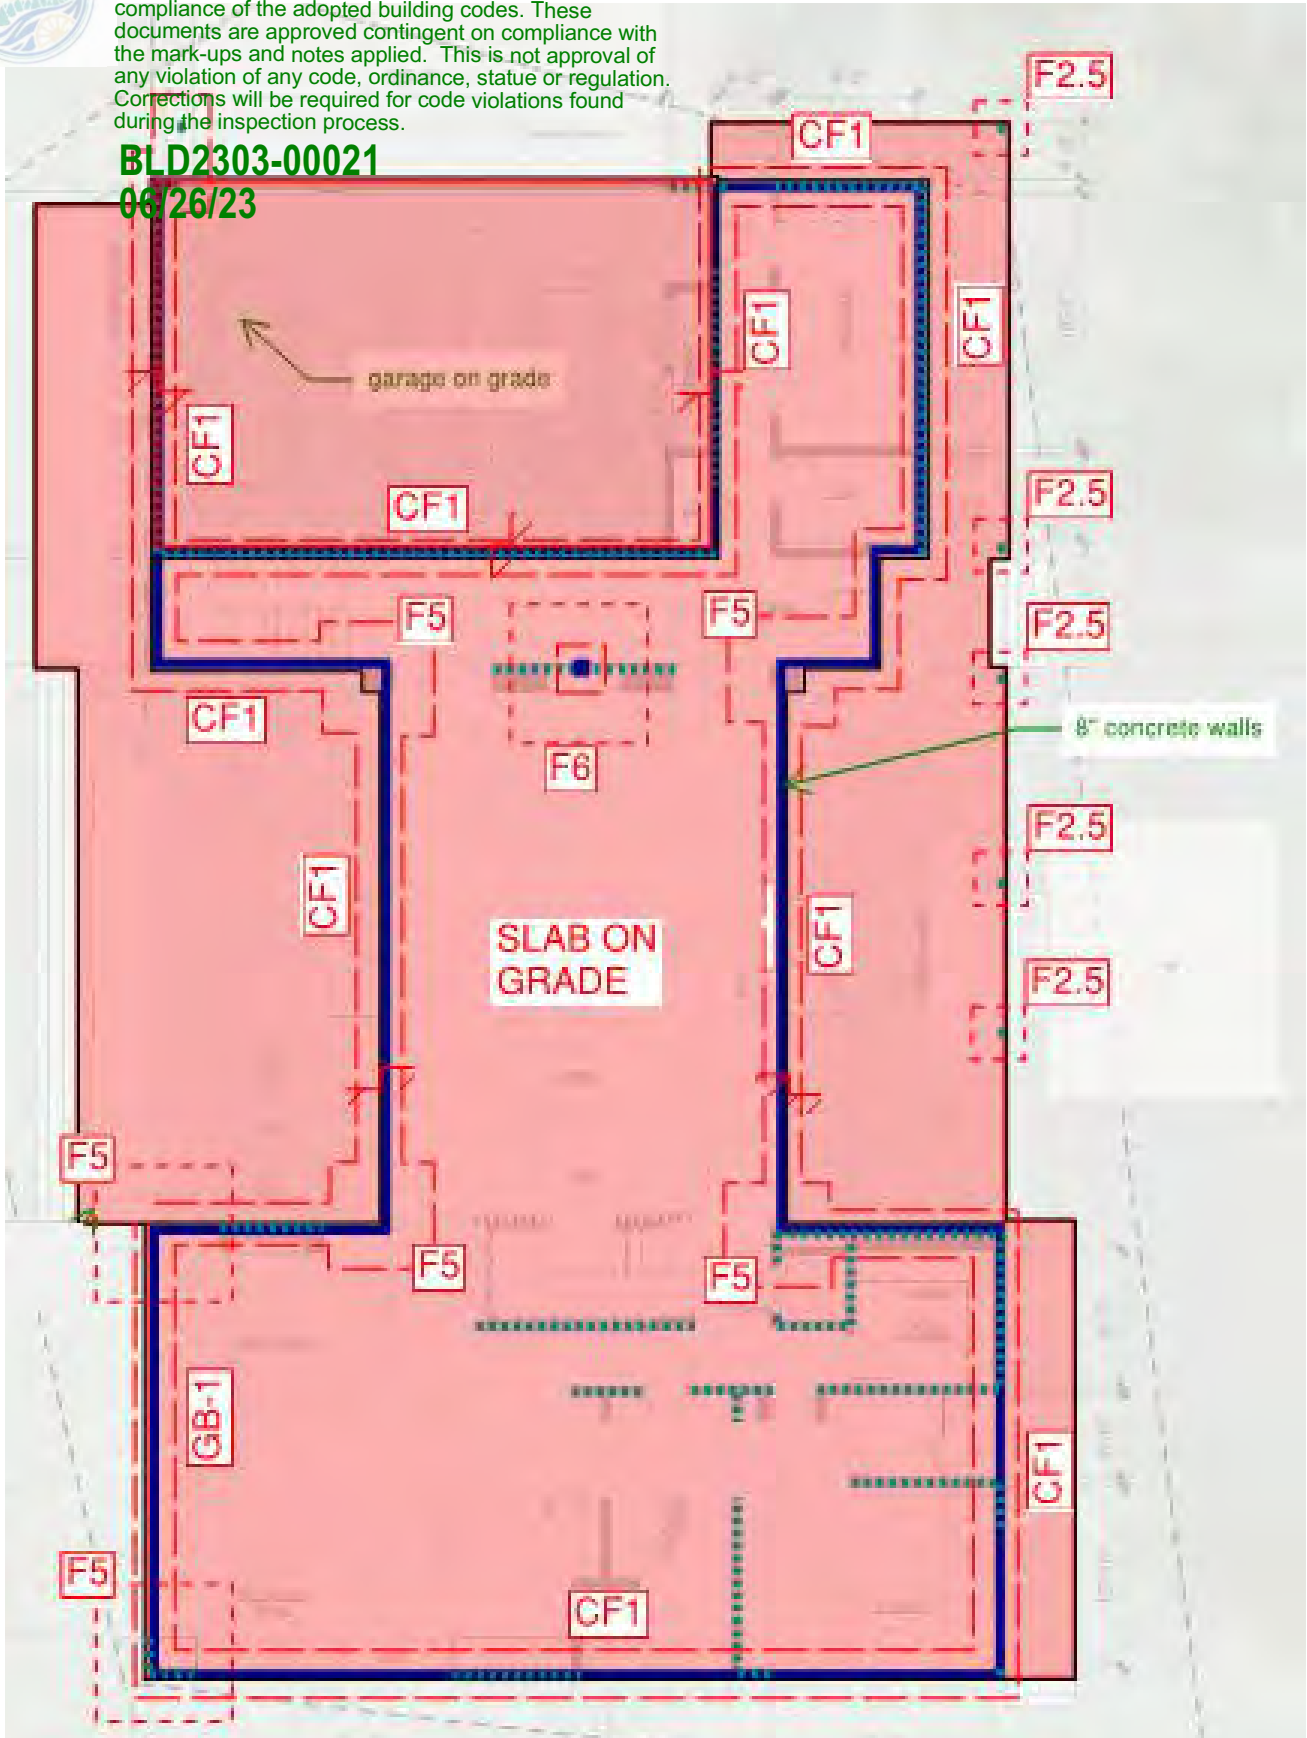 compliance of the adopted building codes. These
documents are approved contingent on compliance with
the mark-ups and notes applied. This is not approval of
any violation of any code, ordinance, statue or regulation.
Corrections will be required for code violations found
during the inspection process.
BLD2303-00021
06/26/23
F2.5
CF1
CF1
CF1
garage on grade
CF1
CF1
F2.5
F5
F5
F2.5
CF1
F6
8" concrete walls
F2.5
CF1
CF1
SLAB ON
GRADE
F2.5
F5
F5
F5
GB-1
CF1
F5
CF1